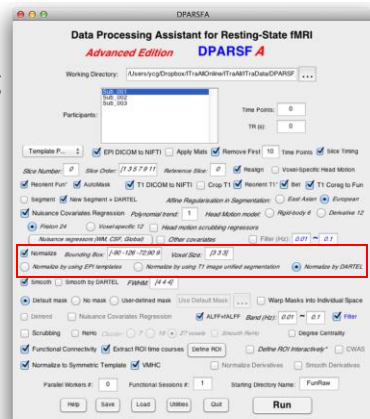 DPARSFA
Data Processing Assistant for Resting-State fMRI
Advanced Edition DPARSF A
Working Directory: /Users/ycg/Dropbox/ITraAllOnline/ITraAll/ITraData/DPARSF ...
Sub_001
Sub_002
Sub_003
Participants:
Time Points: 0
TR (s): 0
Template P... EPI DICOM to NIFTI Apply Mats Remove First 10 Time Points Slice Timing
Slice Number: 0 Slice Order: [1 3 5 7 9 11 Reference Slice: 0 Realign Voxel-Specific Head Motion
Reorient Fun* AutoMask T1 DICOM to NIFTI Crop T1 Reorient T1* Bet T1 Coreg to Fun
Segment New Segment + DARTEL Affine Regularisation in Segmentation: East Asian European
Nuisance Covariates Regression Polynomial trend: 1 Head Motion model: Rigid-body 6 Derivative 12
Friston 24 Voxel-specific 12 Head motion scrubbing regressors
Nuisance regressors (WM, CSF, Global) Other covariates Filter (Hz): 0.01 ~ 0.1
Normalize Bounding Box: [-90 -126 -72;90 9 Voxel Size: [3 3 3]
Normalize by using EPI templates Normalize by using T1 image unified segmentation Normalize by DARTEL
Smooth Smooth by DARTEL FWHM: [4 4 4]
Default mask No mask User-defined mask Use Default Mask ... Warp Masks into Individual Space
Detrend Nuisance Covariates Regression ALFF+fALFF Band (Hz): 0.01 ~ 0.1 Filter
Scrubbing ReHo Cluster 7 19 27 voxels Smooth ReHo Degree Centrality
Functional Connectivity Extract ROI time courses Define ROI Define ROI Interactively* CWAS
Normalize to Symmetric Template VMHC Normalize Derivatives Smooth Derivatives
Parallel Workers #: 0 Functional Sessions #: 1 Starting Directory Name: FunRaw
Help Save Load Utilities Quit Run